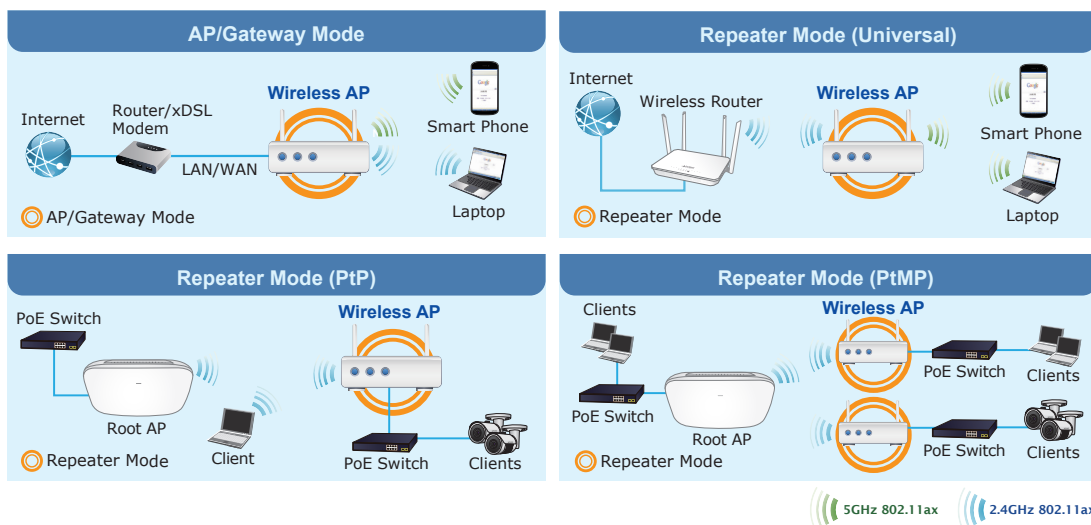 AP/Gateway Mode
Internet
Router/xDSL
Modem
LAN/WAN
Wireless AP
Smart Phone
Laptop
AP/Gateway Mode
Repeater Mode (Universal)
Internet
Wireless Router
Wireless AP
Smart Phone
Laptop
Repeater Mode
Repeater Mode (PtP)
PoE Switch
Root AP
Client
Wireless AP
PoE Switch
Clients
Repeater Mode
Repeater Mode (PtMP)
Clients
PoE Switch
Root AP
Wireless AP
PoE Switch
Clients
PoE Switch
Clients
Repeater Mode
5GHz 802.11ax
2.4GHz 802.11ax